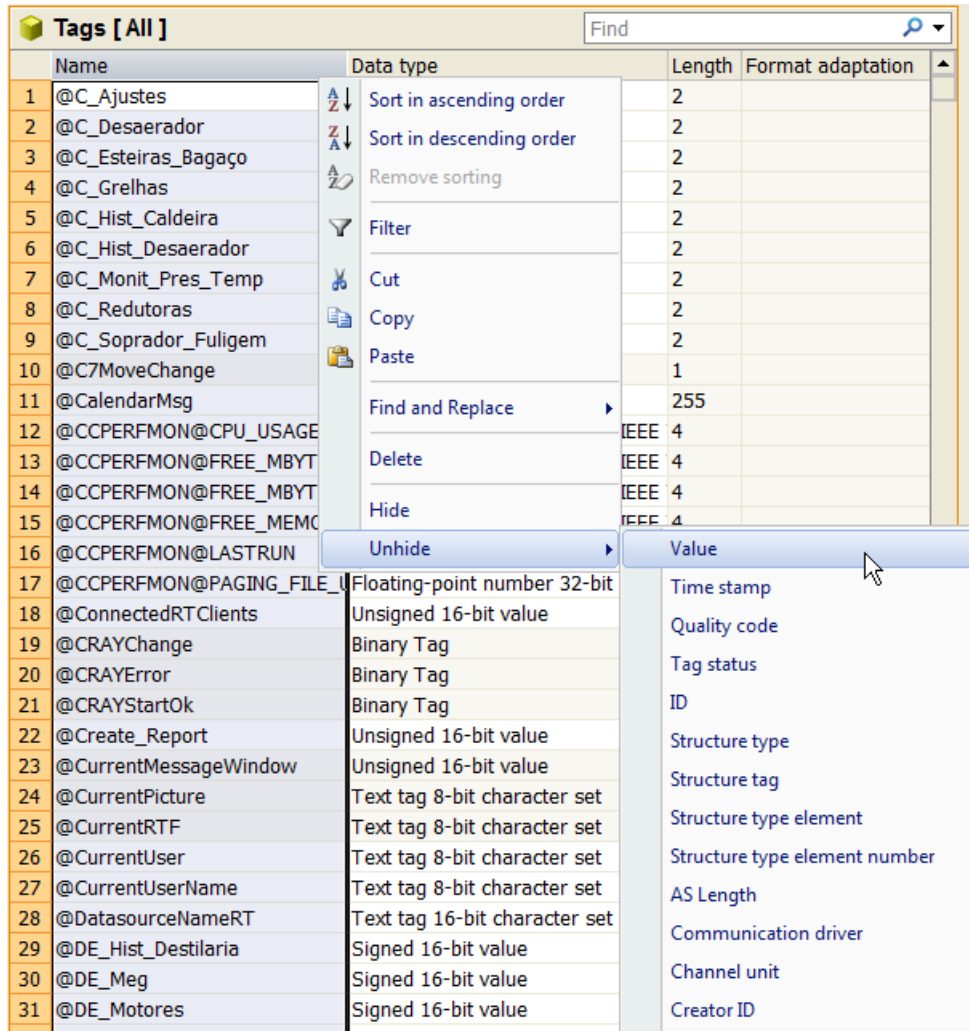 Tags [ All ]
Find
Name Data type Length Format adaptation
1 @C_Ajustes 2
2 @C_Desaerador 2
3 @C_Esteiras_Bagaço 2
4 @C_Grelhas 2
5 @C_Hist_Caldeira 2
6 @C_Hist_Desaerador 2
7 @C_Monit_Pres_Temp 2
8 @C_Redutoras 2
9 @C_Soprador_Fuligem 2
10 @C7MoveChange 1
11 @CalendarMsg 255
12 @CCPERFMON@CPU_USAGE IEEE 4
13 @CCPERFMON@FREE_MBYT IEEE 4
14 @CCPERFMON@FREE_MBYT IEEE 4
15 @CCPERFMON@FREE_MEMO IEEE 4
16 @CCPERFMON@LASTRUN
17 @CCPERFMON@PAGING_FILE_U Floating-point number 32-bit
18 @ConnectedRTClients Unsigned 16-bit value
19 @CRAYChange Binary Tag
20 @CRAYError Binary Tag
21 @CRAYStartOk Binary Tag
22 @Create_Report Unsigned 16-bit value
23 @CurrentMessageWindow Unsigned 16-bit value
24 @CurrentPicture Text tag 8-bit character set
25 @CurrentRTF Text tag 8-bit character set
26 @CurrentUser Text tag 8-bit character set
27 @CurrentUserName Text tag 8-bit character set
28 @DatasourceNameRT Text tag 16-bit character set
29 @DE_Hist_Destilaria Signed 16-bit value
30 @DE_Meg Signed 16-bit value
31 @DE_Motores Signed 16-bit value
Sort in ascending order
Sort in descending order
Remove sorting
Filter
Cut
Copy
Paste
Find and Replace
Delete
Hide
Unhide
Value
Time stamp
Quality code
Tag status
ID
Structure type
Structure tag
Structure type element
Structure type element number
AS Length
Communication driver
Channel unit
Creator ID